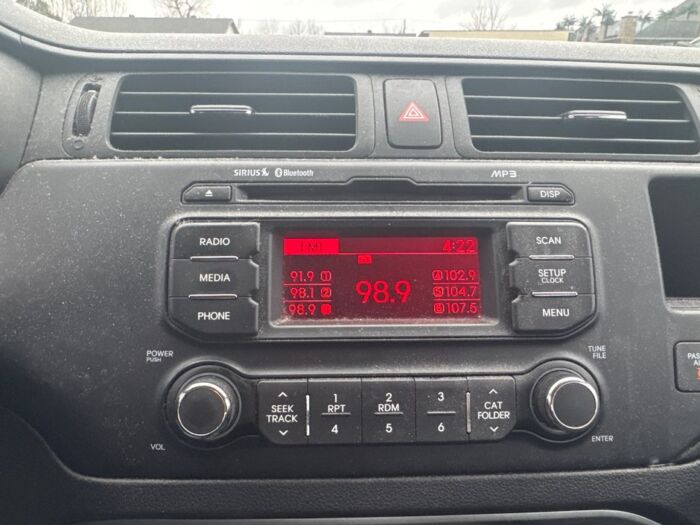 SIRIUS Bluetooth MP3
DISP
RADIO FM1 4:22 SCAN
MEDIA 91.9 1 98.9 4 102.9 SETUP
CLOCK
98.1 2 5 104.7
PHONE 98.9 3 6 107.5 MENU
POWER
PUSH
TUNE
FILE
SEEK
TRACK
1
RPT
4
2
RDM
5
3
6
CAT
FOLDER
VOL
ENTER